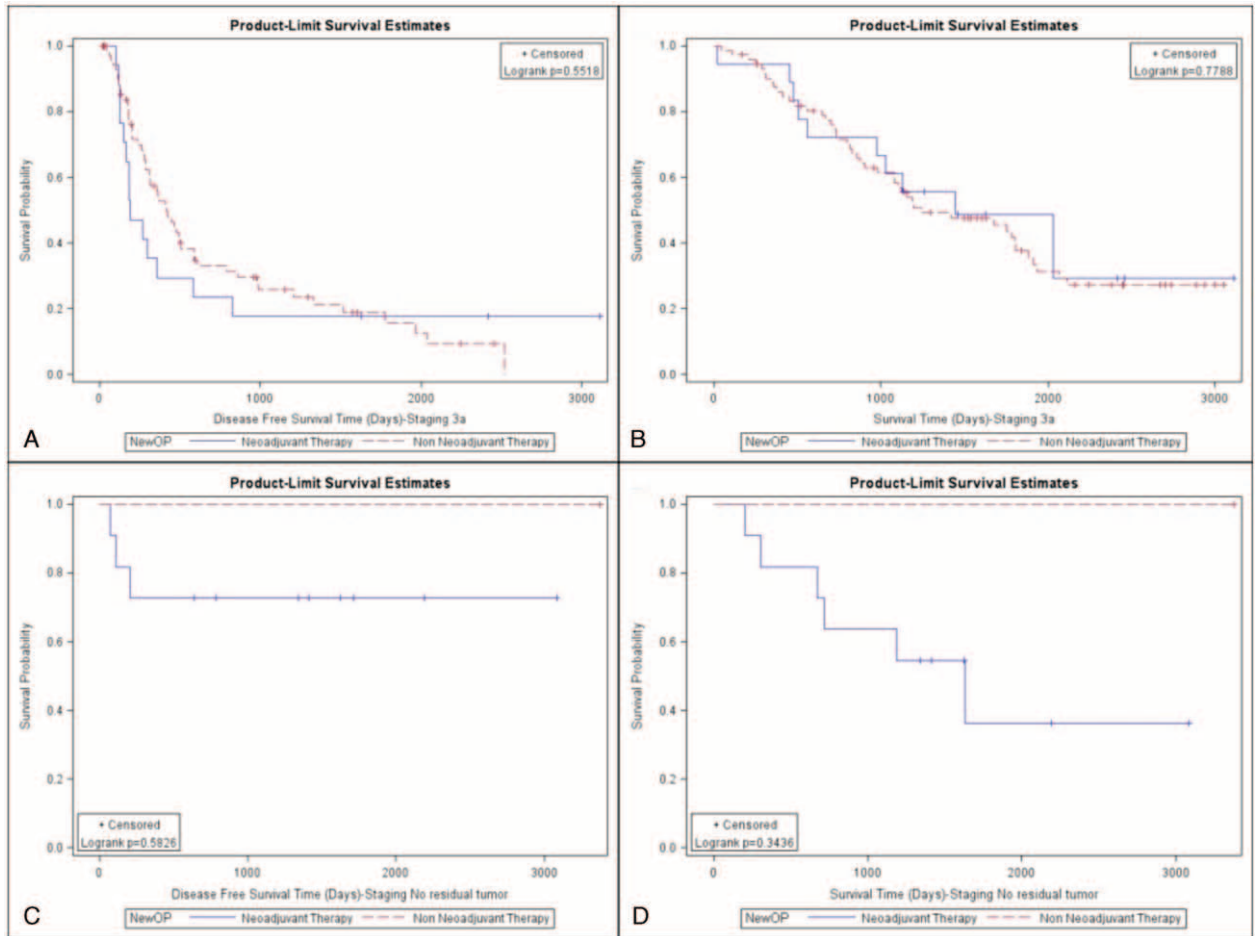 Product-Limit Survival Estimates
+ Censored
Logrank p=0.5518
Survival Probability
1.0
0.8
0.6
0.4
0.2
0.0
0 1000 2000 3000
Disease Free Survival Time (Days)-Staging 3a
A
NewOP Neoadjuvant Therapy Non Neoadjuvant Therapy
Product-Limit Survival Estimates
+ Censored
Logrank p=0.7788
Survival Probability
1.0
0.8
0.6
0.4
0.2
0.0
0 1000 2000 3000
Survival Time (Days)-Staging 3a
B
NewOP Neoadjuvant Therapy Non Neoadjuvant Therapy
Product-Limit Survival Estimates
Survival Probability
1.0
0.8
0.6
0.4
0.2
0.0
+ Censored
Logrank p=0.5826
0 1000 2000 3000
Disease Free Survival Time (Days)-Staging No residual tumor
C
NewOP Neoadjuvant Therapy Non Neoadjuvant Therapy
Product-Limit Survival Estimates
Survival Probability
1.0
0.8
0.6
0.4
0.2
0.0
+ Censored
Logrank p=0.3436
0 1000 2000 3000
Survival Time (Days)-Staging No residual tumor
D
NewOP Neoadjuvant Therapy Non Neoadjuvant Therapy